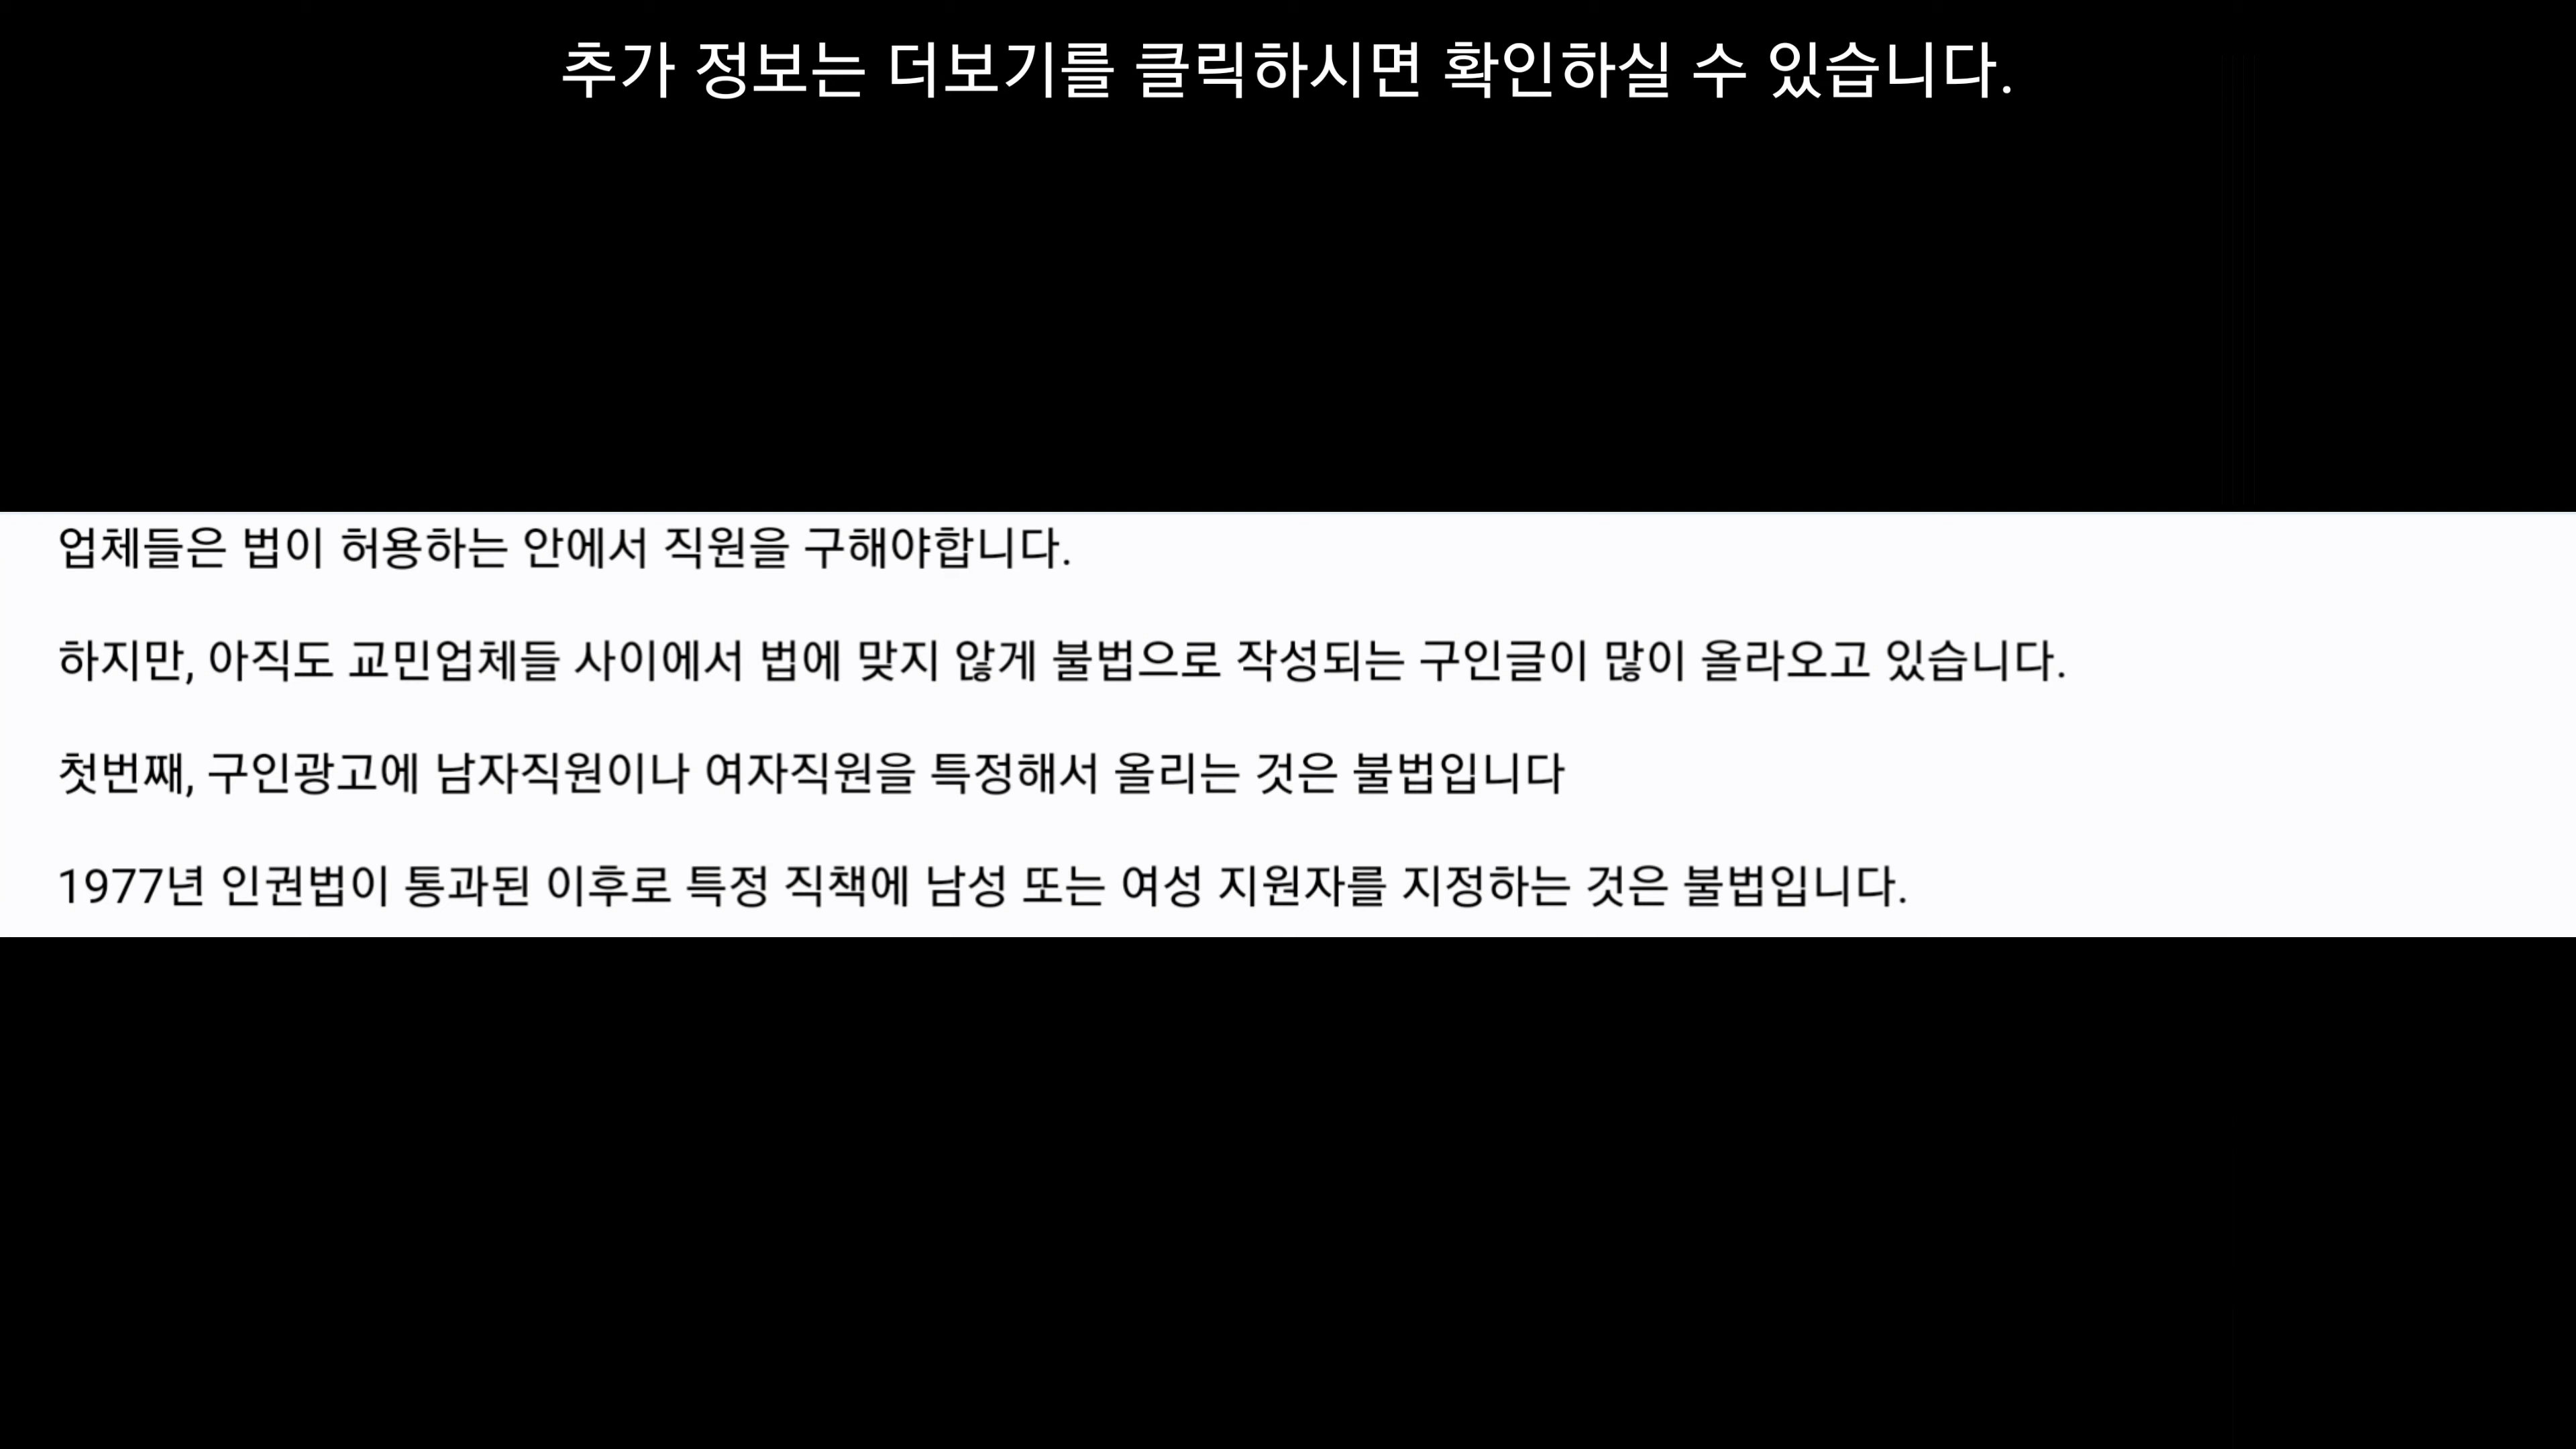 추가 정보는 더보기를 클릭하시면 확인하실 수 있습니다.
업체들은 법이 허용하는 안에서 직원을 구해야합니다.
하지만, 아직도 교민업체들 사이에서 법에 맞지 않게 불법으로 작성되는 구인글이 많이 올라오고 있습니다.
첫번째, 구인광고에 남자직원이나 여자직원을 특정해서 올리는 것은 불법입니다
1977년 인권법이 통과된 이후로 특정 직책에 남성 또는 여성 지원자를 지정하는 것은 불법입니다.